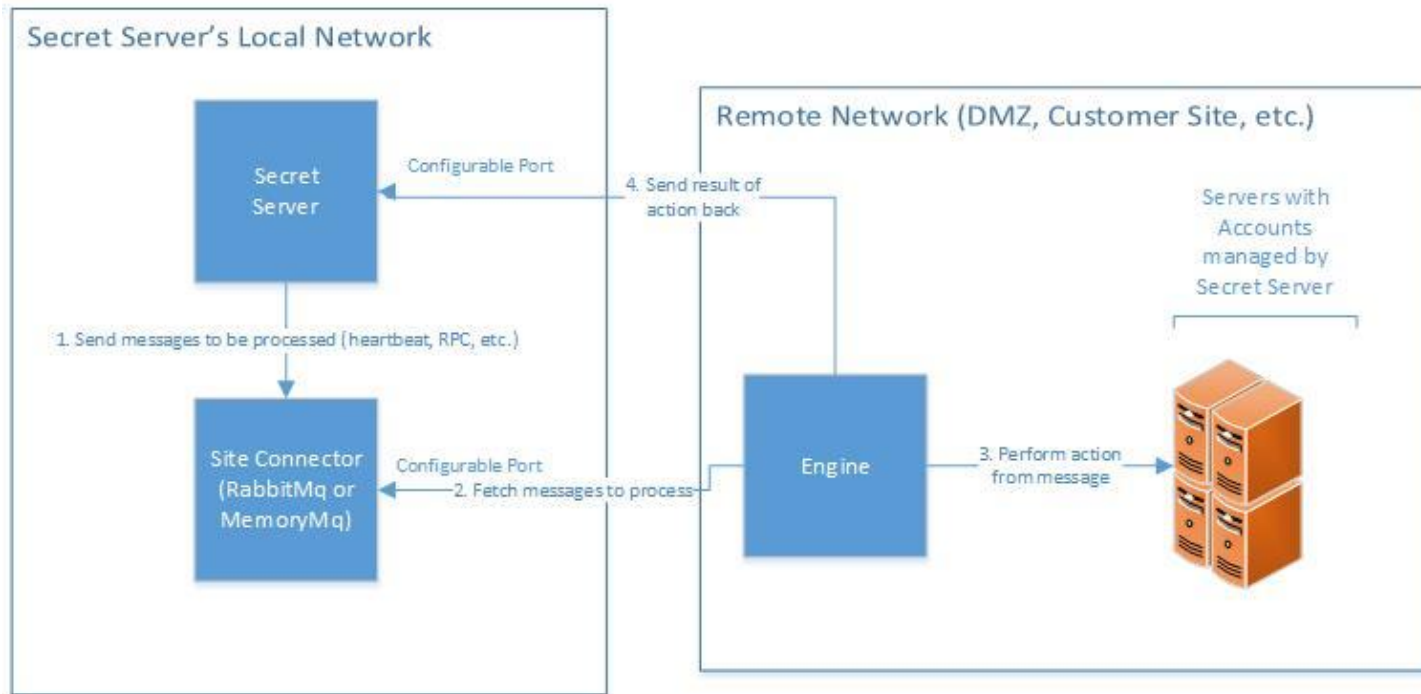 Secret Server's Local Network
Secret
Server
Configurable Port
1. Send messages to be processed (heartbeat, RPC, etc.)
Site Connector
(RabbitMq or
MemoryMq)
Configurable Port
2. Fetch messages to process
4. Send result of
action back
Remote Network (DMZ, Customer Site, etc.)
Engine
3. Perform action
from message
Servers with
Accounts
managed by
Secret Server